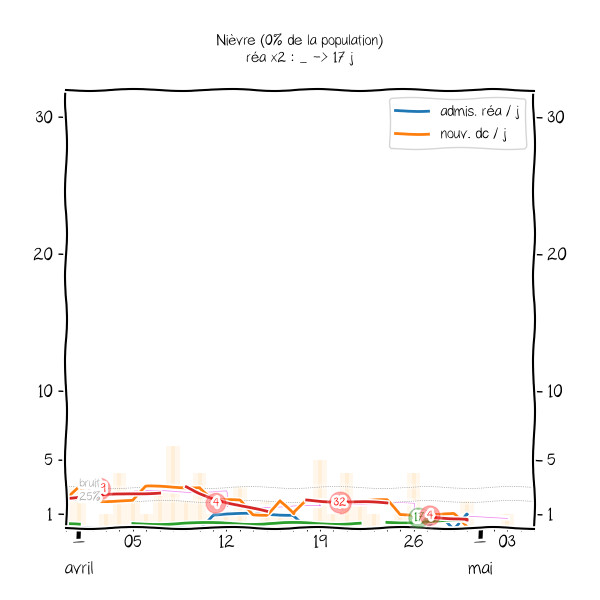 Nièvre (0% de la population)
réa x2 : _ -> 17 j
admis. réa / j
nouv. dc / j
30
30
20
20
10
10
5
5
bruit
25%
4
32
4
1
1
05
12
19
26
03
avril
mai